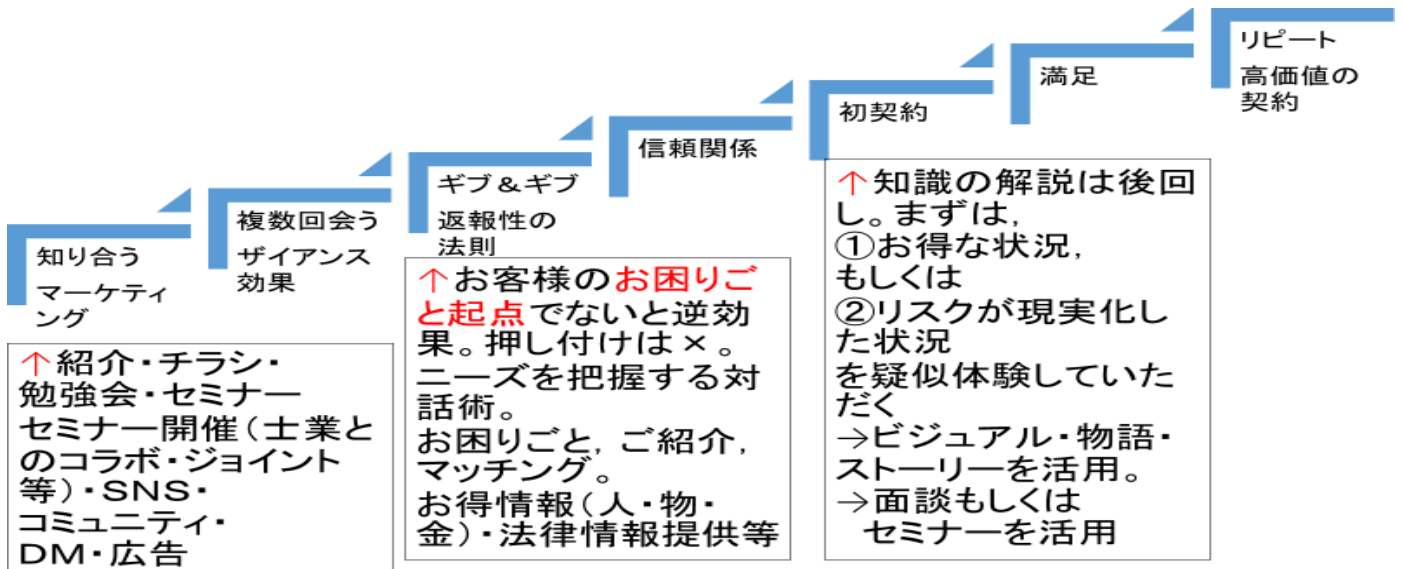 知り合う
マーケティ
ング
↑紹介・チラシ・
勉強会・セミナー
セミナー開催(士業と
のコラボ・ジョイント
等)・SNS・
コミュニティ・
DM・広告
複数回会う
ザイアンス
効果
ギブ&ギブ
返報性の
法則
↑お客様のお困りご
と起点でないと逆効
果。押し付けは×。
ニーズを把握する対
話術。
お困りごと, ご紹介,
マッチング。
お得情報(人・物・
金)・法律情報提供等
信頼関係
初契約
↑知識の解説は後回
し。まずは,
①お得な状況,
もしくは
②リスクが現実化し
た状況
を疑似体験していた
だく
→ビジュアル・物語・
ストーリーを活用。
→面談もしくは
セミナーを活用
満足
リピート
高価値の
契約